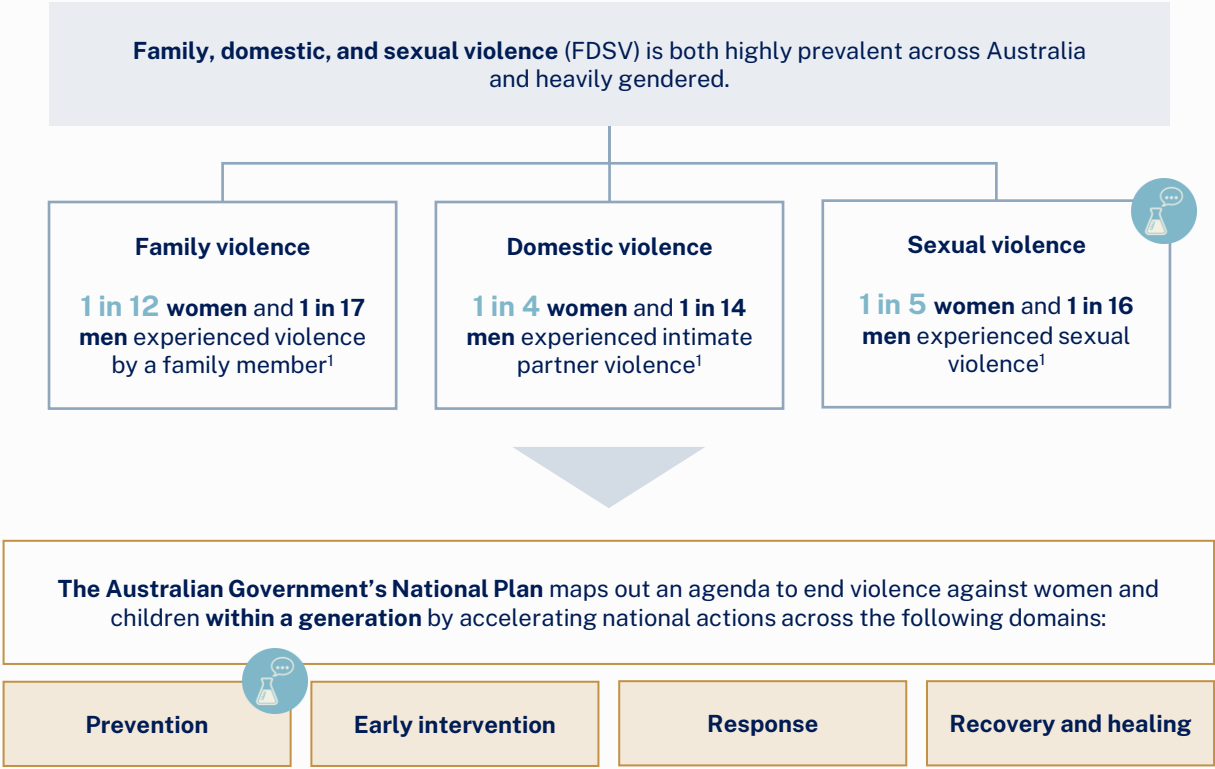 Family, domestic, and sexual violence (FDSV) is both highly prevalent across Australia
and heavily gendered.
Family violence
1 in 12 women and 1 in 17
men experienced violence
by a family member¹
Domestic violence
1 in 4 women and 1 in 14
men experienced intimate
partner violence¹
Sexual violence
1 in 5 women and 1 in 16
men experienced sexual
violence¹
The Australian Government’s National Plan maps out an agenda to end violence against women and
children within a generation by accelerating national actions across the following domains:
Prevention
Early intervention
Response
Recovery and healing